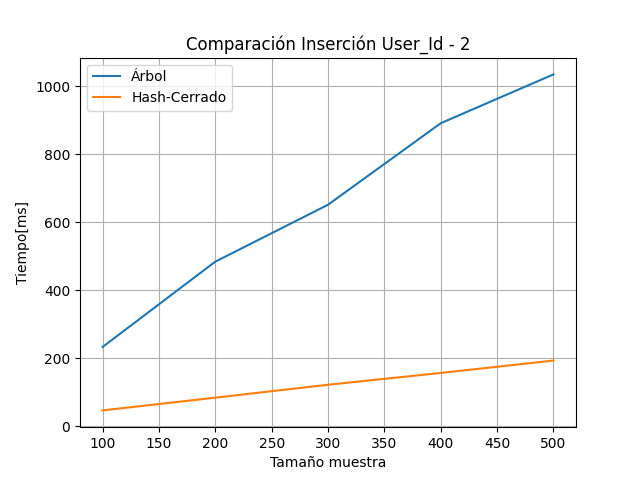 Comparación Inserción User_Id - 2
Árbol
Hash-Cerrado
1000
800
600
400
200
0
Tiempo[ms]
100 150 200 250 300 350 400 450 500
Tamaño muestra